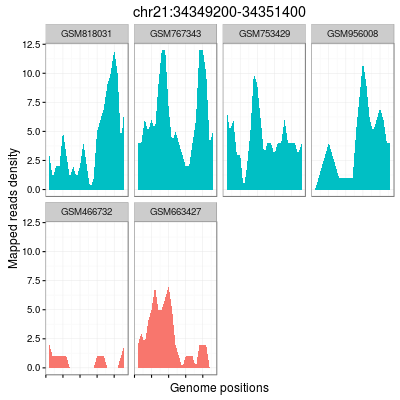 chr21:34349200-34351400
GSM818031 GSM767343 GSM753429 GSM956008
12.5
10.0
7.5
5.0
2.5
0.0
Mapped reads density
GSM466732 GSM663427
12.5
10.0
7.5
5.0
2.5
0.0
Genome positions